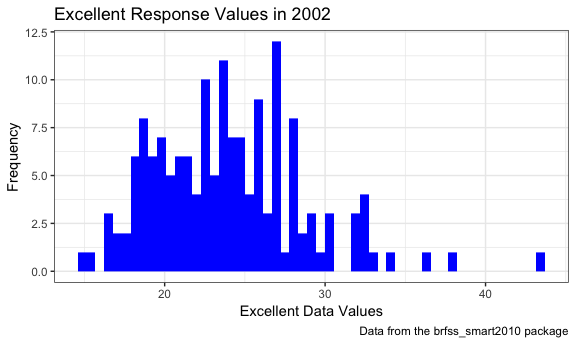 Excellent Response Values in 2002
12.5
10.0
7.5
5.0
2.5
0.0
Frequency
20 30 40
Excellent Data Values
Data from the brfss_smart2010 package